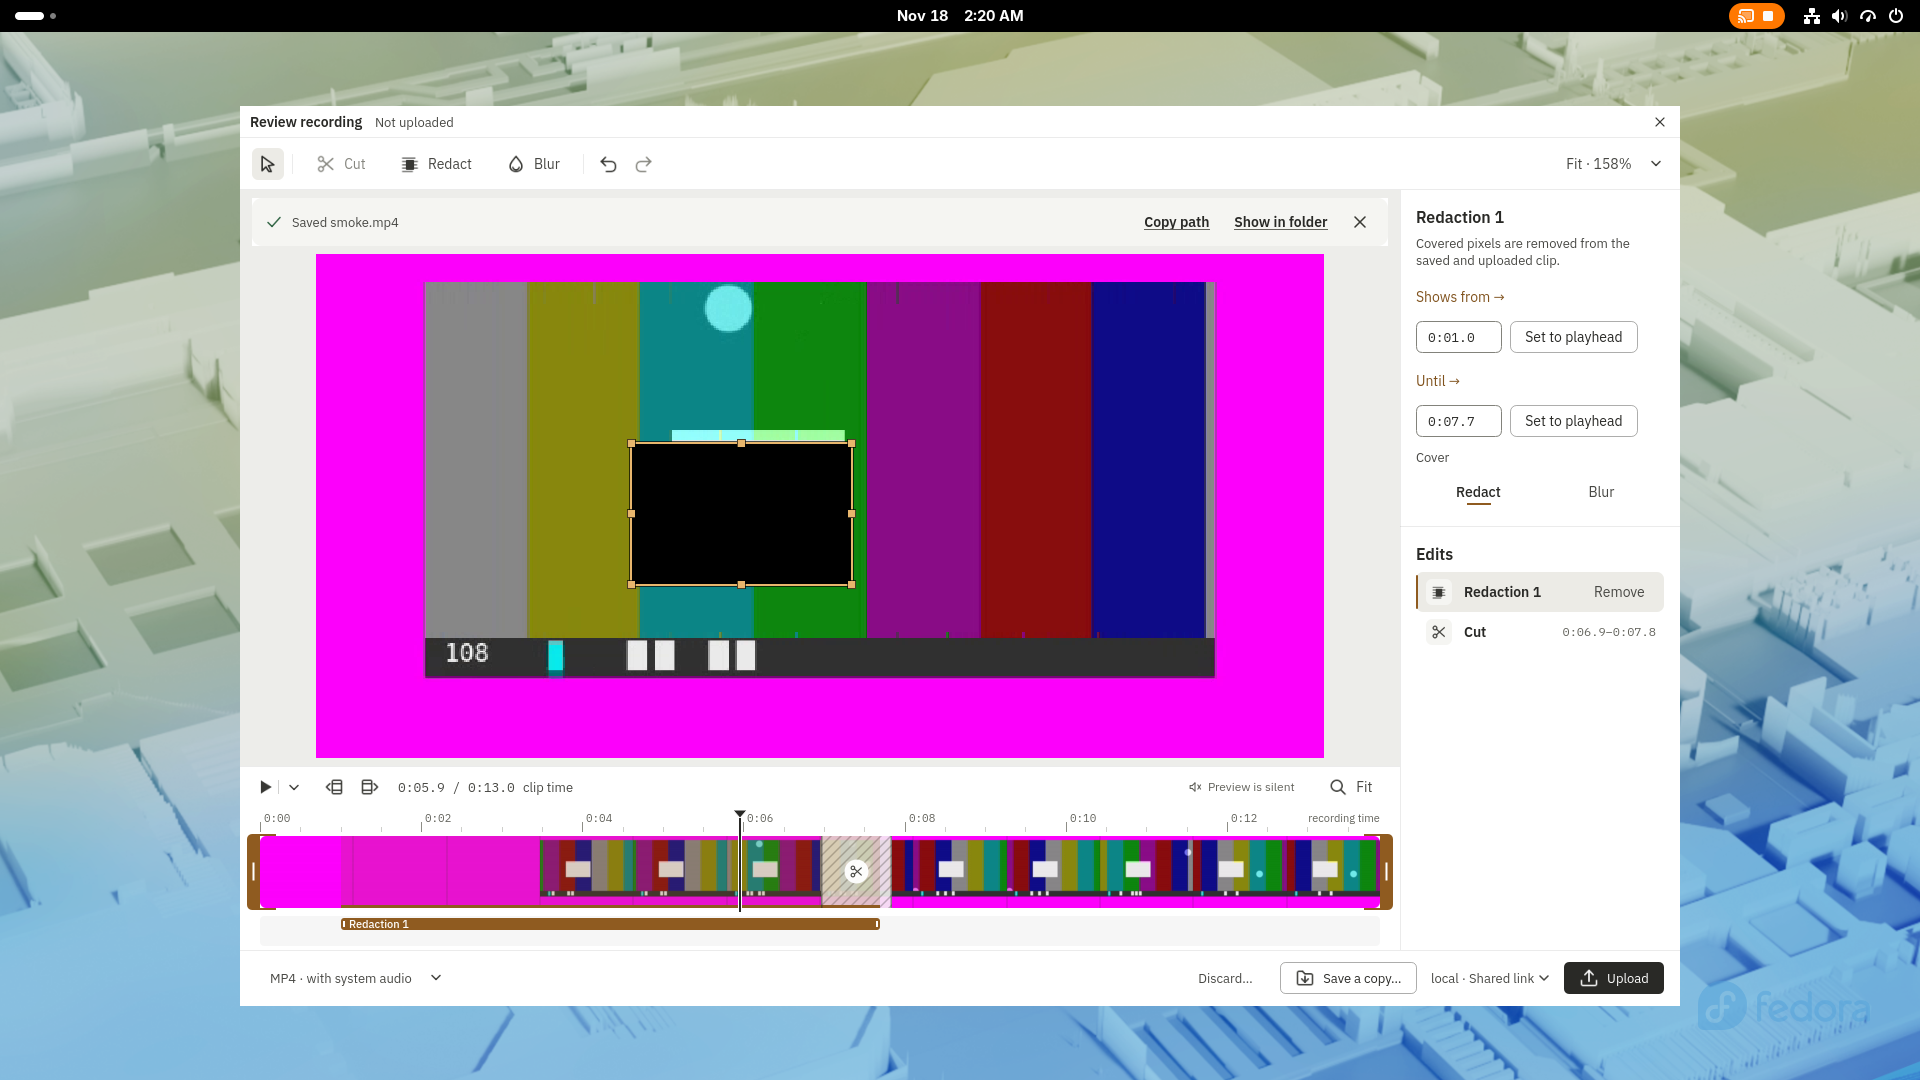 Nov 18 2:20 AM
Review recording Not uploaded
Cut Redact Blur Fit · 158%
Saved smoke.mp4 Copy path Show in folder
108
Redaction 1
Covered pixels are removed from the
saved and uploaded clip.
Shows from →
0:01.0 Set to playhead
Until →
0:07.7 Set to playhead
Cover
Redact Blur
Edits
Redaction 1 Remove
Cut 0:06.9–0:07.8
0:05.9 / 0:13.0 clip time Preview is silent Fit
0:00 0:02 0:04 0:06 0:08 0:10 0:12 recording time
Redaction 1
MP4 · with system audio Discard... Save a copy... local · Shared link Upload
fedora